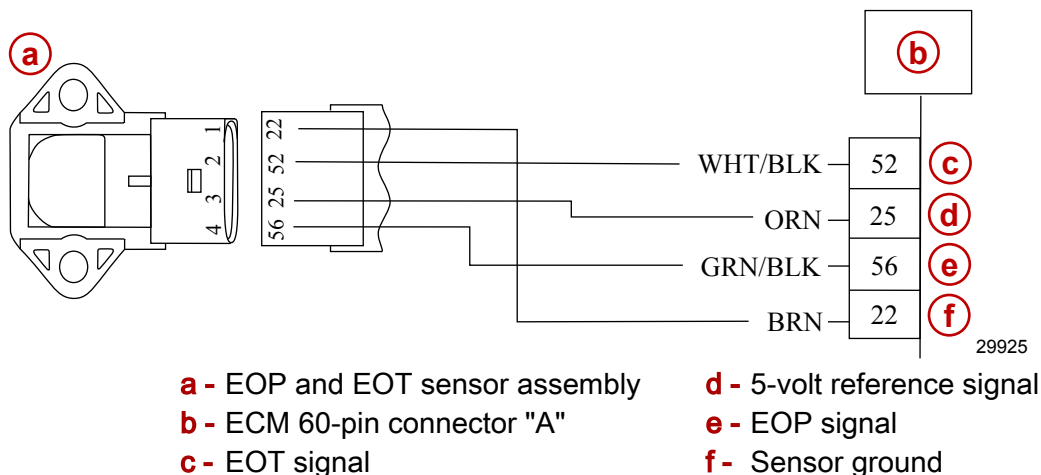 a
b
1
2
3
4
22
52
25
56
WHT/BLK 52 c
ORN 25 d
GRN/BLK 56 e
BRN 22 f
29925
a - EOP and EOT sensor assembly
b - ECM 60-pin connector "A"
c - EOT signal
d - 5-volt reference signal
e - EOP signal
f - Sensor ground